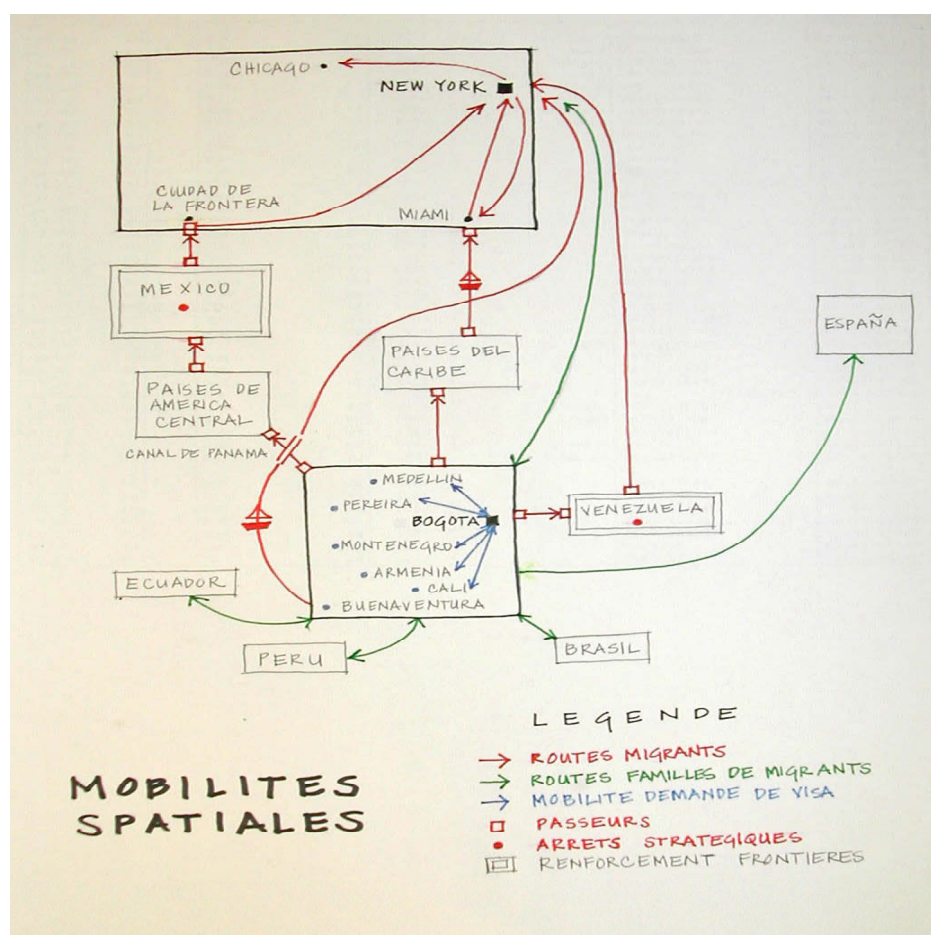 CHICAGO
NEW YORK
CIUDAD DE
LA FRONTERA
MIAMI
MEXICO
ESPAÑA
PAISES DEL
CARIBE
PAISES DE
AMERICA
CENTRAL
CANAL DE PANAMA
MEDELLIN
PEREIRA
BOGOTA
VENEZUELA
MONTENEGRO
ARMENIA
ECUADOR
CALI
BUENAVENTURA
PERU
BRASIL
LEGENDE
ROUTES MIGRANTS
ROUTES FAMILLES DE MIGRANTS
MOBILITE DEMANDE DE VISA
PASSEURS
ARRETS STRATEGIQUES
RENFORCEMENT FRONTIERES
MOBILITES
SPATIALES